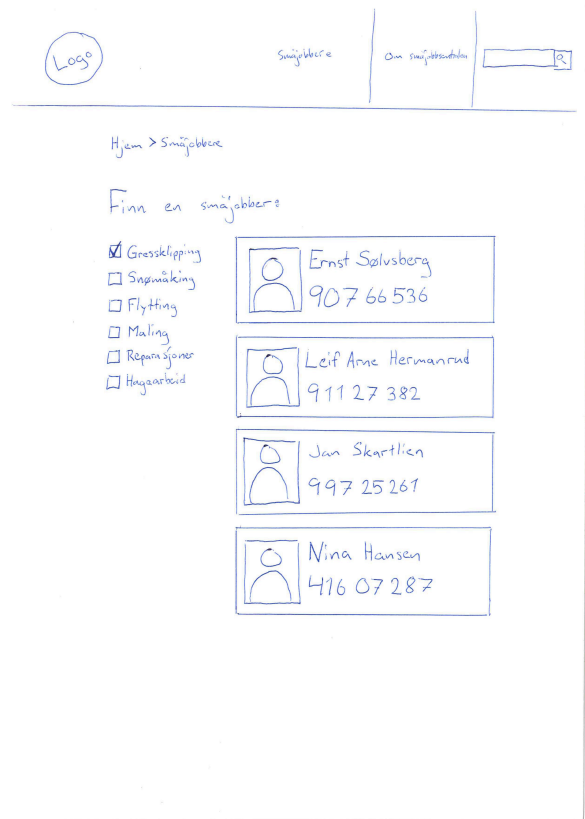 Logo
Småjobbere
Om småjobbsentralen
Hjem > Småjobbere
Finn en småjobber:
Gressklipping
Snømåking
Flytting
Maling
Reparasjoner
Hagearbeid
Ernst Sølvsberg
907 66 536
Leif Arne Hermanrud
911 27 382
Jan Skartlien
997 25 261
Nina Hansen
416 07 287